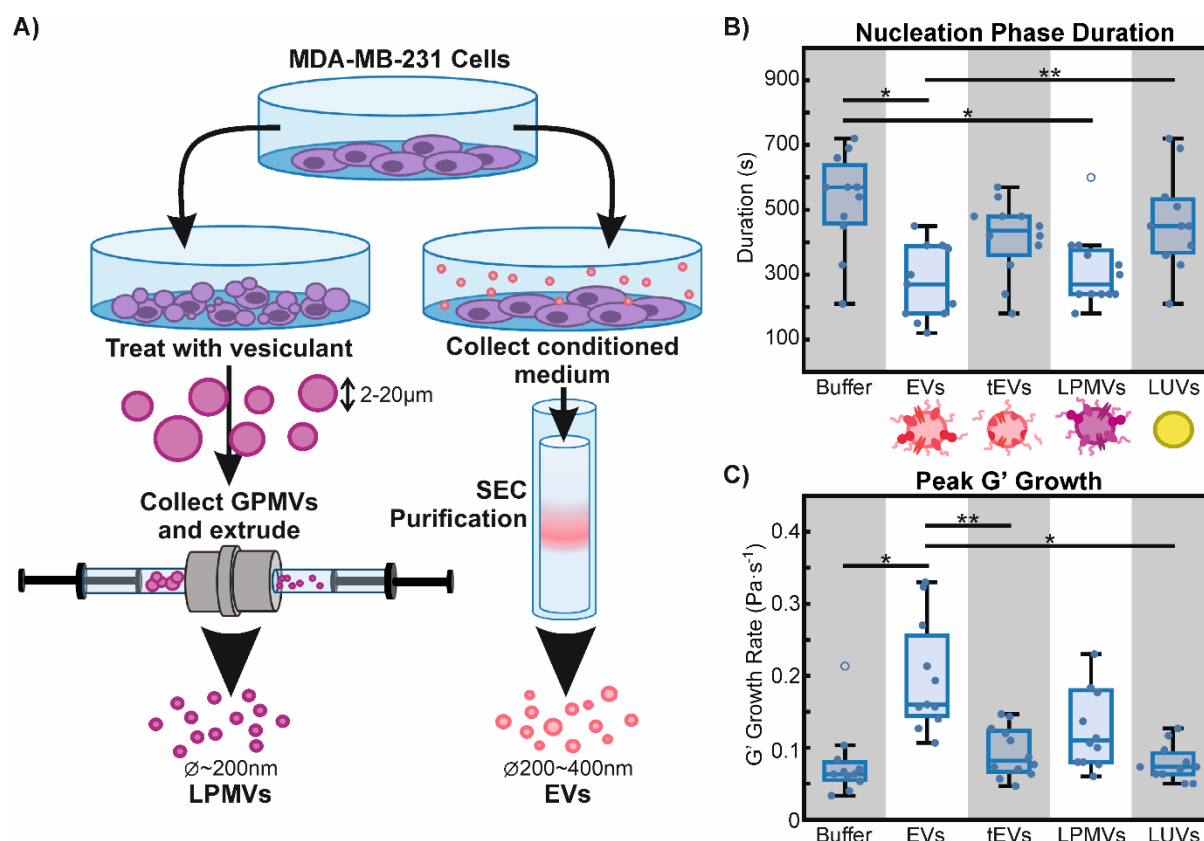 A)
MDA-MB-231 Cells
Treat with vesiculant
Collect conditioned
medium
2-20µm
Collect GPMVs
and extrude
SEC
Purification
Ø~200nm
LPMVs
Ø200~400nm
EVs
B)
Nucleation Phase Duration
Duration (s)
900
700
500
300
100
*
**
*
Buffer
EVs
tEVs
LPMVs
LUVs
C)
Peak G' Growth
G' Growth Rate (Pa·s⁻¹)
0.4
0.3
0.2
0.1
0
**
*
*
Buffer
EVs
tEVs
LPMVs
LUVs